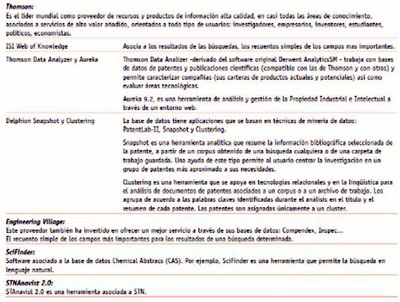 Thomson:
Es el líder mundial como proveedor de recursos y productos de información alta calidad, en casi todas las áreas de conocimiento,
asociados a servicios de alto valor añadido, orientados a todo tipo de usuarios: investigadores, empresarios, inventores, estudiantes,
políticos, economistas.
ISI Web of Knowledge
Asocia a los resultados de las búsquedas, los recuentos simples de los campos mas importantes.
Thomson Data Analyzer y Aureka
Thomson Data Analizer -derivado del software original Derwent AnalyticsSM - trabaja con bases
de datos de patentes y publicaciones científicas (compatible con las de Thomson y con otras) y
permite caracterizar compañías (sus carteras de productos actuales y potenciales) así como
evaluar áreas tecnológicas.
Aureka 9.2, es una herramienta de análisis y gestión de la Propiedad Industrial e Intelectual a
través de un entorno web.
Delphion Snapshot y Clustering
La base de datos tiene aplicaciones que se basan en técnicas de minería de datos:
PatentLab-II, Snapshot y Clustering.
Snapshot es una herramienta analítica que resume la información bibliográfica seleccionada de
la patente, a partir de un corpus obtenido de una búsqueda cualquiera o de una carpeta de
trabajo guardada. Una ayuda de este tipo permite al usuario centrar la investigación en un
grupo de patentes más aproximado a sus necesidades.
Clustering es una herramienta que se apoya en tecnologías relacionales y en la lingüística para
el análisis de documentos de patentes asociados a un corpus o a un archivo de trabajo. Los
agrupa de acuerdo a las palabras claves identificadas durante el análisis en el título y el
resumen de cada patente. Las patentes son asignadas únicamente a un cluster.
Engineering Village:
Este proveedor también ha invertido en ofrecer un mejor servicio a través de sus bases de datos: Compendex, Inspec...
El recuento simple de los campos más importantes para los resultados de una búsqueda determinado.
SciFinder:
Software asociado a la base datos Chemical Abstracs (CAS). Por ejemplo, SciFinder es una herramienta que permite la búsqueda en
lenguaje natural.
STNAnavist 2.0:
STAnavist 2.0 es una herramienta asociada a STN.